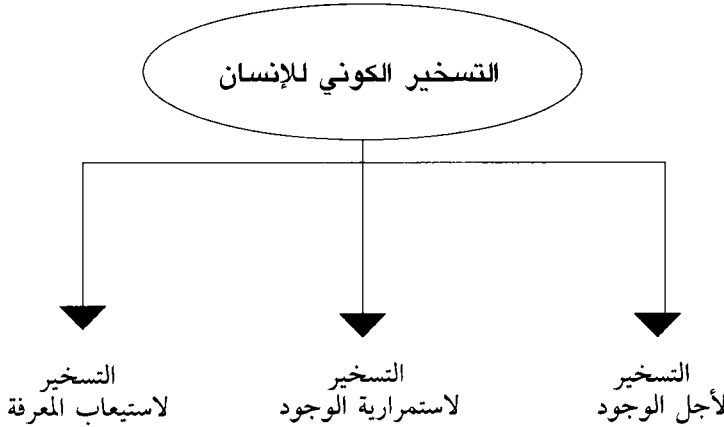 التسخير الكوني للإنسان
التسخير
لأجل الوجود
التسخير
لاستمرارية الوجود
التسخير
لاستيعاب المعرفة